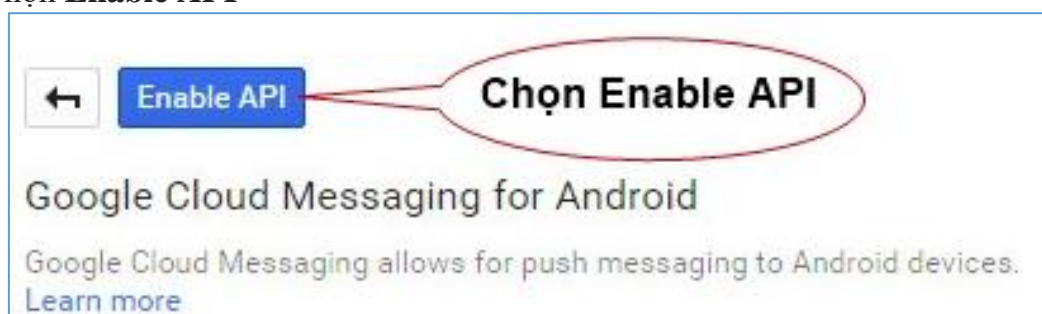 Enable API
Chọn Enable API
Google Cloud Messaging for Android
Google Cloud Messaging allows for push messaging to Android devices.
Learn more